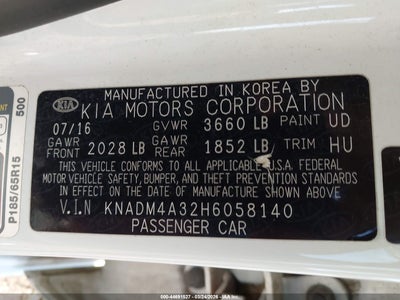 MANUFACTURED IN KOREA BY
KIA KIA MOTORS CORPORATION
07/16 GVWR 3660 LB PAINT UD
GAWR FRONT 2028 LB GAWR REAR 1852 LB TRIM HU
THIS VEHICLE CONFORMS TO ALL APPLICABLE U.S.A. FEDERAL
MOTOR VEHICLE SAFETY, BUMPER, AND THEFT PREVENTION STANDARDS
IN EFFECT ON THE DATE OF MANUFACTURE SHOWN ABOVE.
V.I.N KNADM4A32H6058140
PASSENGER CAR
P185/65R15
500